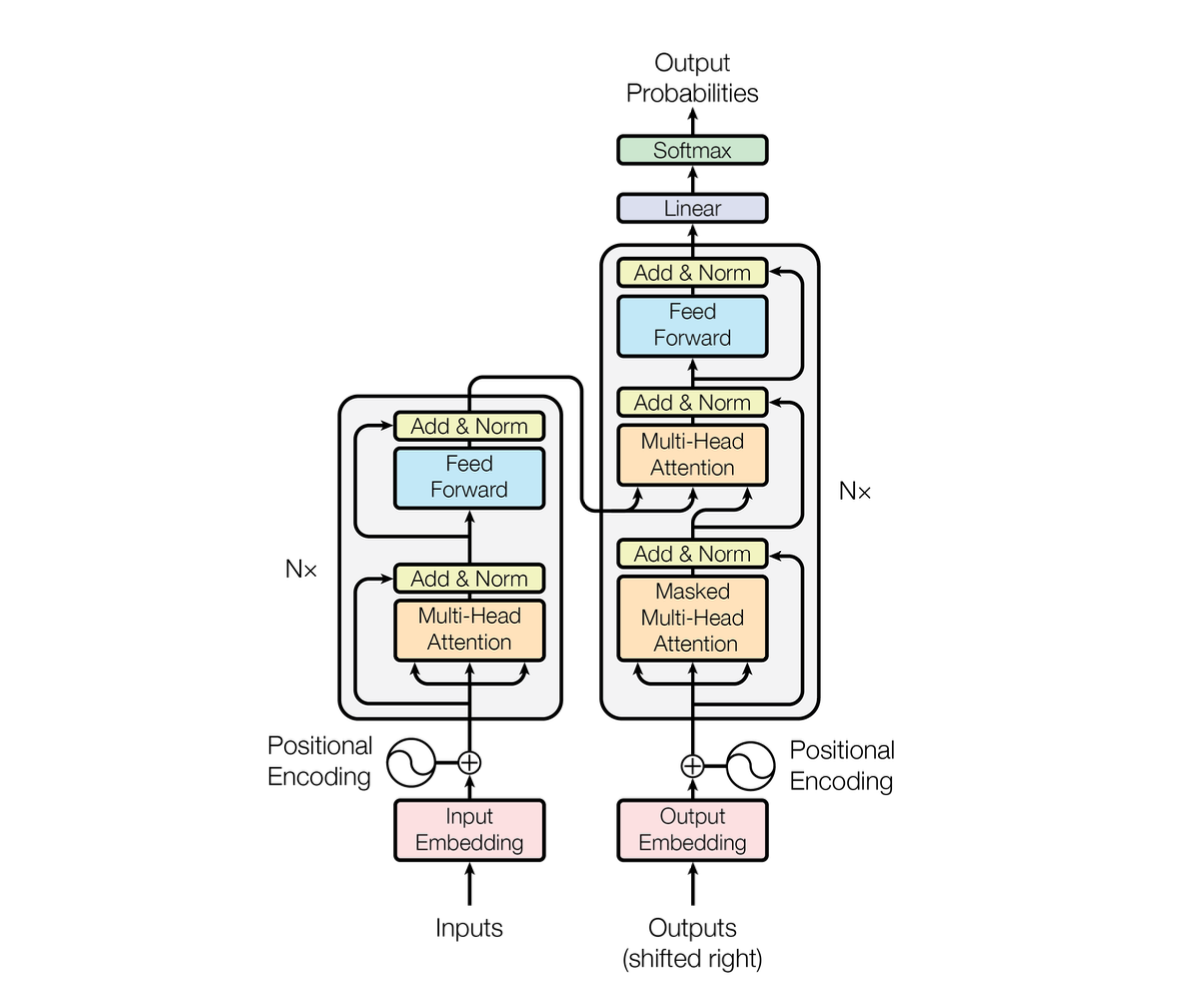 Output
Probabilities
Softmax
Linear
Add & Norm
Feed
Forward
Add & Norm
Multi-Head
Attention
Add & Norm
Masked
Multi-Head
Attention
N×
Add & Norm
Feed
Forward
Add & Norm
Multi-Head
Attention
N×
Positional
Encoding
Positional
Encoding
Input
Embedding
Output
Embedding
Inputs
Outputs
(shifted right)